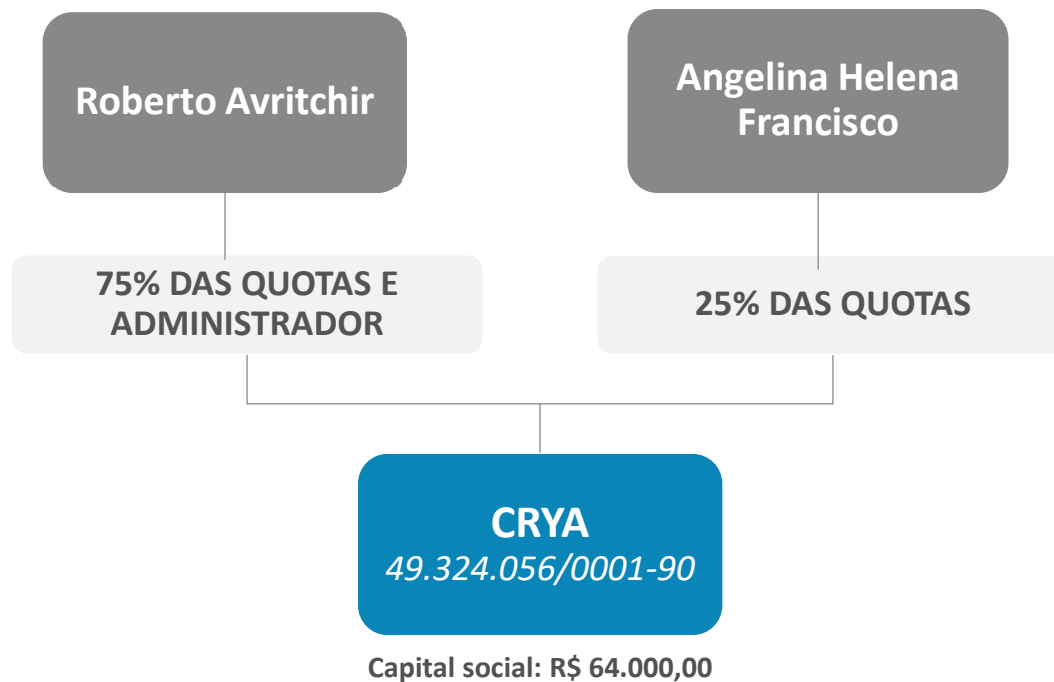 Roberto Avritchir
Angelina Helena
Francisco
75% DAS QUOTAS E
ADMINISTRADOR
25% DAS QUOTAS
CRYA
49.324.056/0001-90
Capital social: R$ 64.000,00